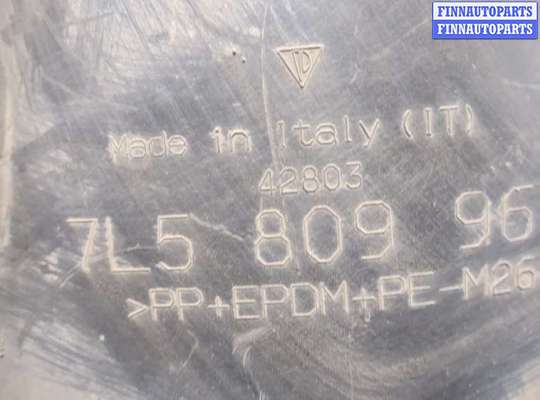 FINNAUTOPARTS
FINNAUTOPARTS
Made in Italy (IT)
42803
7L5 809 96
>PP+EPDM+PE-M26